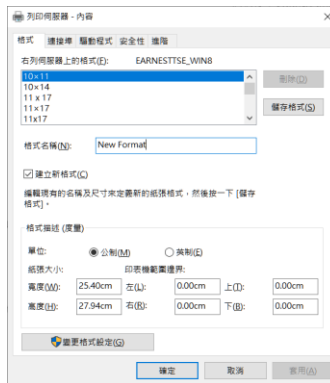 列印伺服器 - 內容
格式 連接埠 驅動程式 安全性 進階
右列伺服器上的格式(F): EARNESTTSE_WIN8
10×11
10×14
11 x 17
11×17
11x17
刪除(D)
儲存格式(S)
格式名稱(N): New Format
建立新格式(C)
編輯現有的名稱及尺寸來定義新的紙張格式，然後按一下 [儲存
格式]。
格式描述 (度量)
單位: 公制(M) 英制(E)
紙張大小: 印表機範圍邊界:
寬度(W): 25.40cm 左(L): 0.00cm 上(T): 0.00cm
高度(H): 27.94cm 右(R): 0.00cm 下(B): 0.00cm
變更格式設定(G)
確定 取消 套用(A)